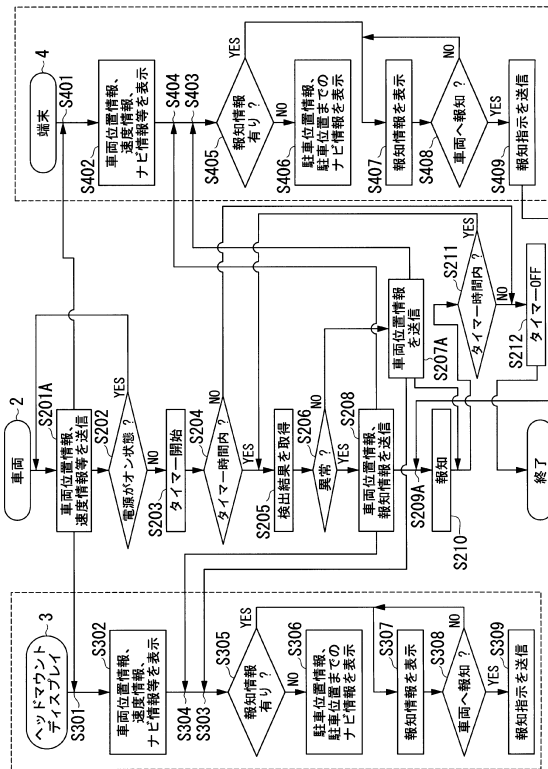 ヘッドマウント
ディスプレイ
3
S301
S302
車両位置情報、
速度情報、
ナビ情報等を表示
S304
S303
S305
報知情報
有り?
YES
NO
S306
駐車位置情報、
駐車位置までの
ナビ情報を表示
S307
報知情報を表示
S308
車両へ報知?
NO
YES
S309
報知指示を送信
車両
2
S201A
車両位置情報、
速度情報等を送信
S202
電源がオン状態?
YES
NO
S203
タイマー開始
S204
タイマー時間内?
NO
YES
S205
検出結果を取得
S206
異常?
NO
YES
S208
車両位置情報、
報知情報を送信
車両位置情報
を送信
S207A
S209A
報知
S210
S211
タイマー時間内?
YES
NO
S212
タイマーOFF
終了
端末
4
S401
S402
車両位置情報、
速度情報、
ナビ情報等を表示
S404
S403
S405
報知情報
有り?
YES
NO
S406
駐車位置情報、
駐車位置までの
ナビ情報を表示
S407
報知情報を表示
S408
車両へ報知?
NO
YES
S409
報知指示を送信